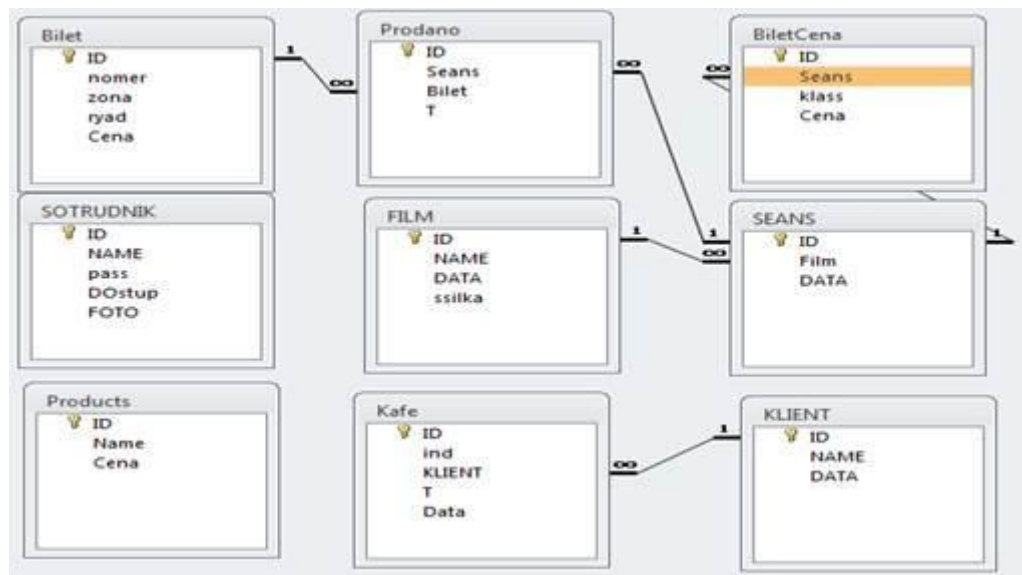 Bilet
ID
nomer
zona
ryad
Cena
1
∞
Prodano
ID
Seans
Bilet
T
∞
BiletCena
ID
Seans
klass
Cena
∞
SOTRUDNIK
ID
NAME
pass
DOstup
FOTO
FILM
ID
NAME
DATA
ssilka
1
SEANS
ID
Film
DATA
1
∞
1
Products
ID
Name
Cena
Kafe
ID
ind
KLIENT
T
Data
∞
KLIENT
ID
NAME
DATA
1